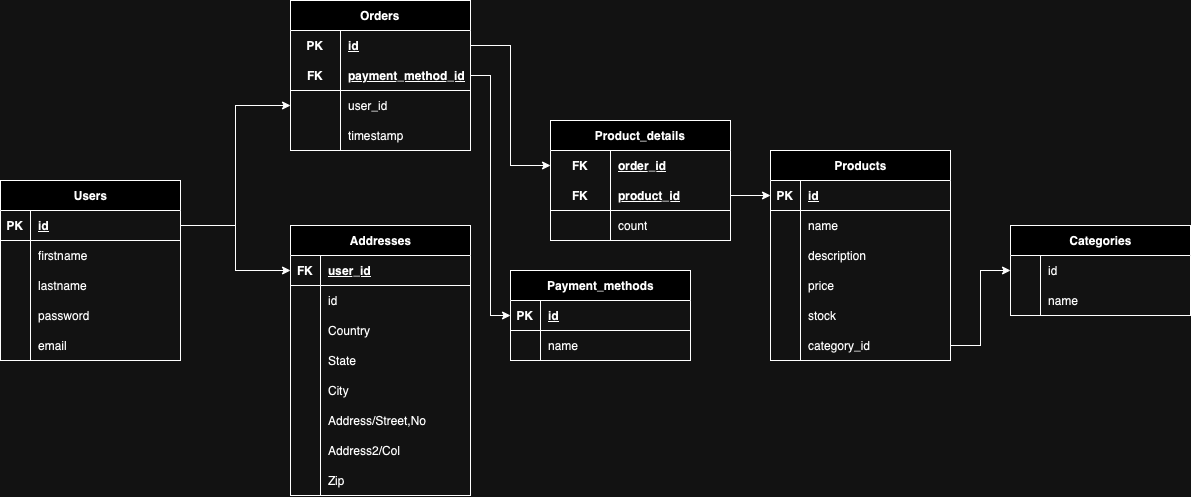 Orders
PK id
FK payment_method_id
user_id
timestamp
Users
PK id
firstname
lastname
password
email
Addresses
FK user_id
id
Country
State
City
Address/Street,No
Address2/Col
Zip
Product_details
FK order_id
FK product_id
count
Payment_methods
PK id
name
Products
PK id
name
description
price
stock
category_id
Categories
id
name